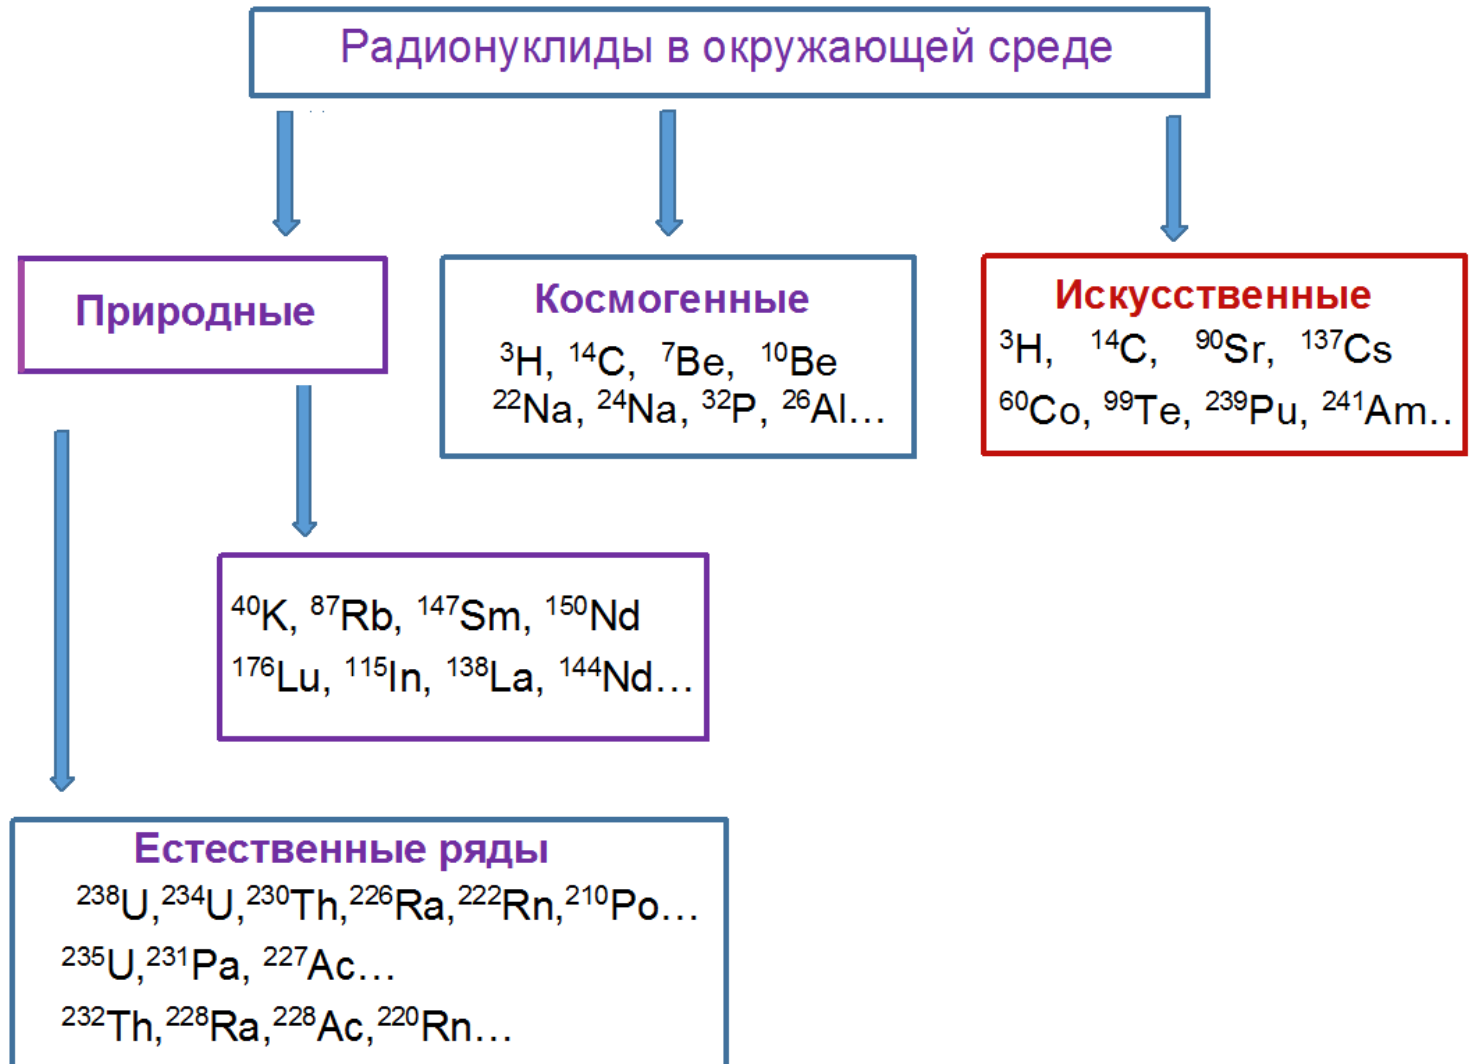 Радионуклиды в окружающей среде
Природные
Космогенные
³H, ¹⁴C, ⁷Be, ¹⁰Be
²²Na, ²⁴Na, ³²P, ²⁶Al...
Искусственные
³H, ¹⁴C, ⁹⁰Sr, ¹³⁷Cs
⁶⁰Co, ⁹⁹Te, ²³⁹Pu, ²⁴¹Am..
⁴⁰K, ⁸⁷Rb, ¹⁴⁷Sm, ¹⁵⁰Nd
¹⁷⁶Lu, ¹¹⁵In, ¹³⁸La, ¹⁴⁴Nd...
Естественные ряды
²³⁸U,²³⁴U,²³⁰Th,²²⁶Ra,²²²Rn,²¹⁰Po...
²³⁵U,²³¹Pa, ²²⁷Ac...
²³²Th,²²⁸Ra,²²⁸Ac,²²⁰Rn...